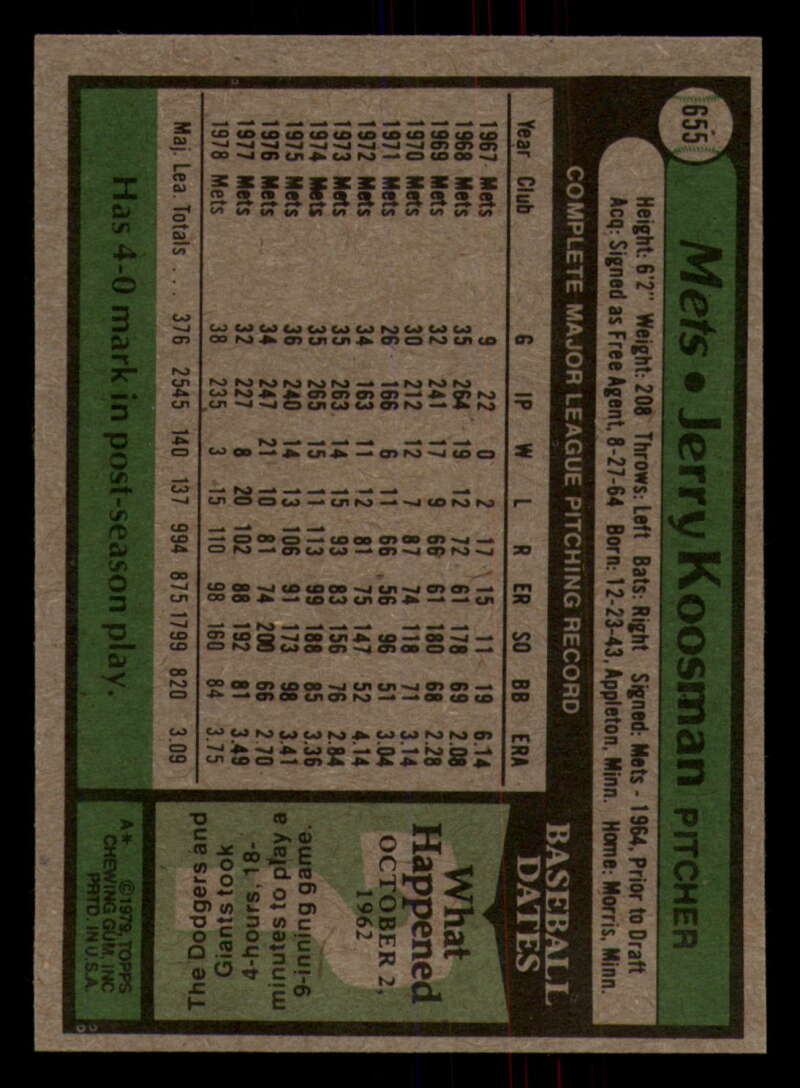 655
Mets • Jerry Koosman PITCHER
Height: 6'2" Weight: 208 Throws: Left Bats: Right Signed: Mets - 1964, Prior to Draft
Acq: Signed as Free Agent, 8-27-64 Born: 12-23-43, Appleton, Minn. Home: Morris, Minn.
COMPLETE MAJOR LEAGUE PITCHING RECORD
Year Club G IP W L R ER SO BB ERA
1967 Mets 9 22 0 2 17 15 11 19 6.14
1968 Mets 35 264 19 12 72 61 178 69 2.08
1969 Mets 32 241 17 9 66 61 180 68 2.28
1970 Mets 30 212 12 7 87 74 118 71 3.14
1971 Mets 26 166 6 11 66 56 96 51 3.04
1972 Mets 34 163 11 12 81 75 147 52 4.14
1973 Mets 35 263 14 15 93 83 156 76 2.84
1974 Mets 35 265 15 11 113 99 188 85 3.36
1975 Mets 36 240 14 13 106 91 173 98 3.41
1976 Mets 34 247 21 10 81 74 200 66 2.70
1977 Mets 32 227 8 20 102 88 192 81 3.49
1978 Mets 38 235 3 15 110 98 160 84 3.75
Maj. Lea. Totals . . . 376 2545 140 137 994 875 1799 820 3.09
Has 4-0 mark in post-season play.
BASEBALL
DATES
What
Happened
OCTOBER 2,
1962
The Dodgers and
Giants took
4-hours, 18-
minutes to play a
9-inning game.
A* ©1979, TOPPS
CHEWING GUM, INC
PRTD. IN U.S.A.